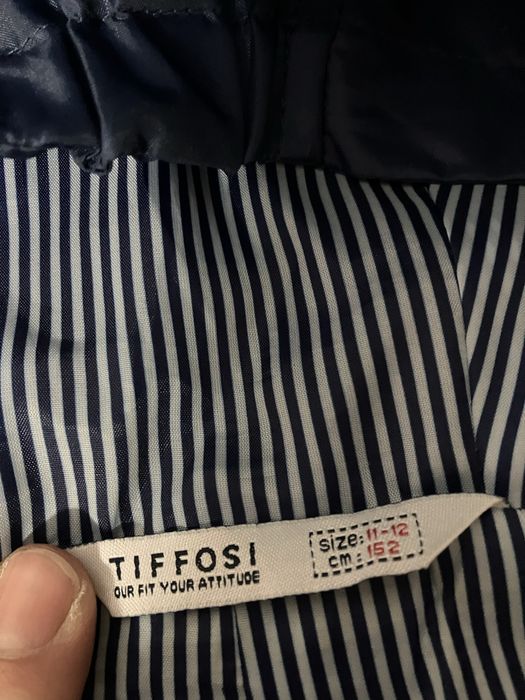 TIFFOSI
OUR FIT YOUR ATTITUDE
size: 11-12
cm: 152